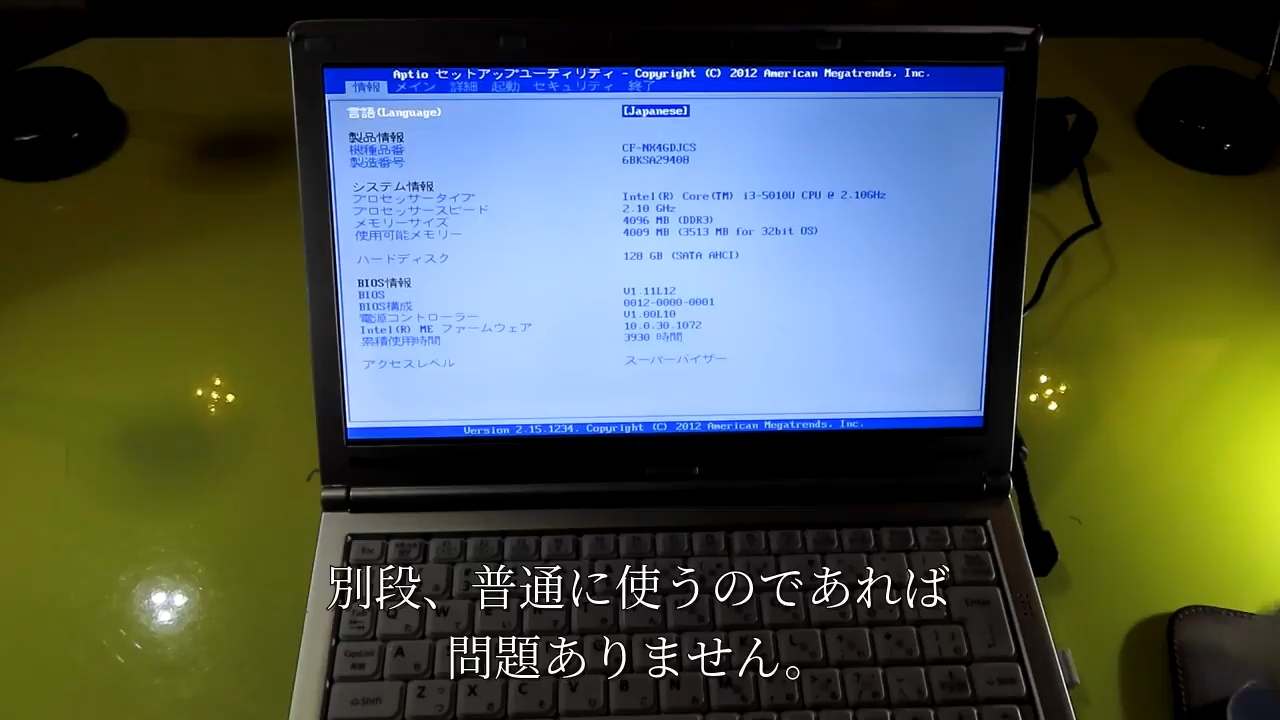 Aptio セットアップユーティリティ - Copyright (C) 2012 American Megatrends, Inc.
情報 メイン 詳細 起動 セキュリティ 終了
言語(Language) [Japanese]
製品情報
機種品番 CF-NX4GDJCS
製造番号 6BKSA29408
システム情報
プロセッサータイプ Intel(R) Core(TM) i3-5010U CPU @ 2.10GHz
プロセッサースピード 2.10 GHz
メモリーサイズ 4096 MB (DDR3)
使用可能メモリー 4009 MB (3513 MB for 32bit OS)
ハードディスク 128 GB (SATA AHCI)
BIOS情報
BIOS V1.11L12
BIOS構成 0012-0000-0001
電源コントローラー V1.00L10
Intel(R) ME ファームウェア 10.0.30.1072
累積使用時間 3930 時間
アクセスレベル スーパーバイザー
Version 2.15.1234. Copyright (C) 2012 American Megatrends, Inc.
Esc
別段、普通に使うのであれば
問題ありません。